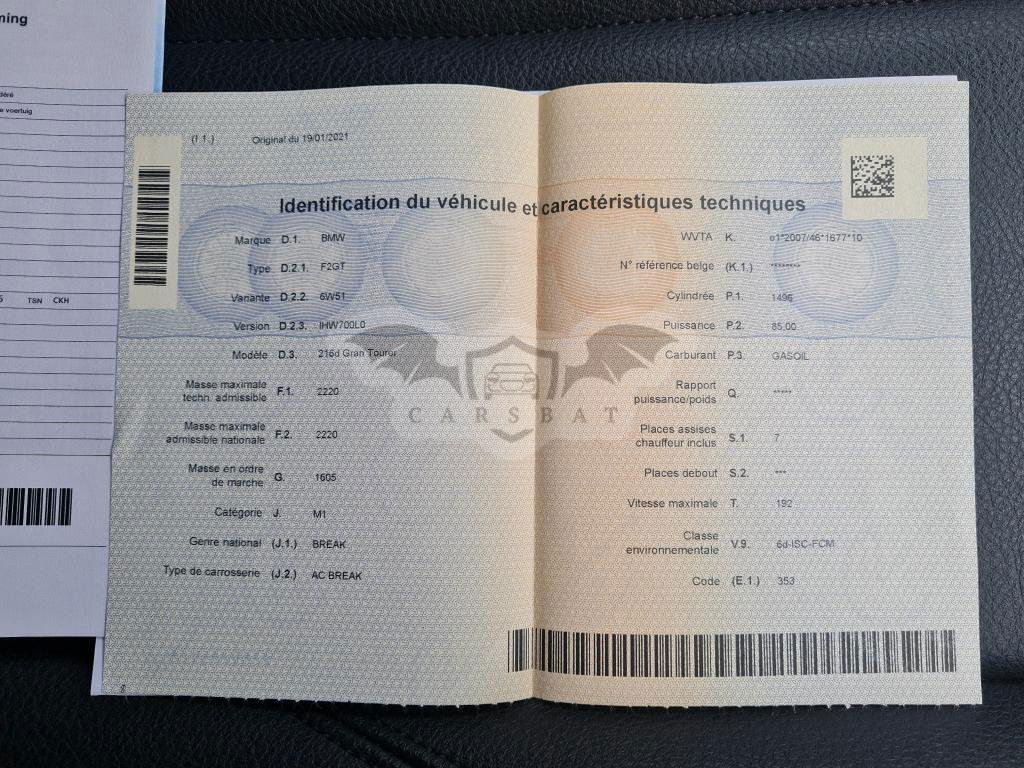 ning
déré
e voertuig
TSN CKH
(I 1.) Original du 19/01/2021
Identification du véhicule et caractéristiques techniques
Marque D.1. BMW
Type D.2.1. F2GT
Variante D.2.2. 6W51
Version D.2.3. IHW700L0
Modèle D.3. 216d Gran Tourer
Masse maximale
techn. admissible F.1. 2220
Masse maximale
admissible nationale F.2. 2220
Masse en ordre
de marche G. 1605
Catégorie J. M1
Genre national (J.1.) BREAK
Type de carrosserie (J.2.) AC BREAK
WVTA K. e1*2007/46*1677*10
N° référence belge (K.1.) ********
Cylindrée P.1. 1496
Puissance P.2. 85,00
Carburant P.3. GASOIL
Rapport
puissance/poids Q. *****
Places assises
chauffeur inclus S.1. 7
Places debout S.2. ***
Vitesse maximale T. 192
Classe
environnementale V.9. 6d-ISC-FCM
Code (E.1.) 353
CARSBAT